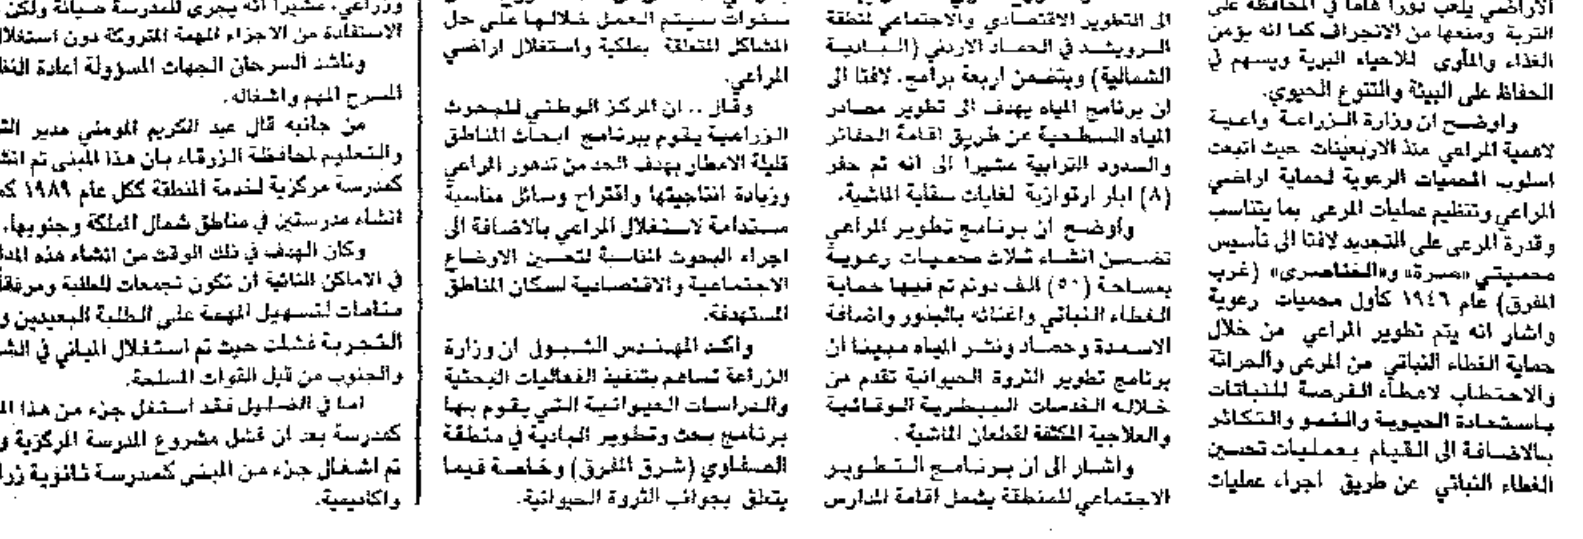 الاراضي يلعب دورا هاما في المحافظة على
التربة ومنعها من الانجراف كما انه يؤمن
الغذاء والمأوى للاحياء البرية ويسهم في
الحفاظ على البيئة والتنوع الحيوي.
واوضح ان وزارة الزراعة واعية
لاهمية المراعي منذ الاربعينات حيث اتبعت
اسلوب المحميات الرعوية لحماية اراضي
المراعي وتنظيم عمليات المرعى بما يتناسب
وقدرة المرعى على التجديد لافتا الى تأسيس
محميتي «صرة» و«الخناصرى» (غرب
المفرق) عام ١٩٤٦ كأول محميات رعوية
واشار انه يتم تطوير المراعي من خلال
حماية الغطاء النباتي من المرعى والحراثة
والاحتطاب لاعطاء الفرصة للنباتات
باستعادة الحيوية والنمو والتكاثر
بالاضافة الى القيام بعمليات تحسين
الغطاء النباتي عن طريق اجراء عمليات
الى التطوير الاقتصادي والاجتماعي لمنطقة
الرويشد في الحماد الاردني (البادية
الشمالية) ويتضمن اربعة برامج، لافتا الى
ان برنامج المياه يهدف الى تطوير مصادر
المياه السطحية عن طريق اقامة الحفائر
والسدود الترابية مشيرا الى انه تم حفر
(٨) ابار ارتوازية لغايات سقاية الماشية.
وأوضح ان برنامج تطوير المراعي
تضمن انشاء ثلاث محميات رعوية
بمساحة (٥٠) الف دونم تم فيها حماية
الغطاء النباتي واغنائه بالبذور واضافة
الاسمدة وحصاد ونشر المياه مبينا ان
برنامج تطوير الثروة الحيوانية تقدم من
خلاله الخدمات البيطرية الوقائية
والعلاجية المكثفة لقطعان الماشية.
واشار الى أن برنامج التطوير
الاجتماعي للمنطقة يشمل اقامة المدارس
سنوات سيتم العمل خلالها على حل
المشاكل المتعلقة بملكية واستغلال اراضي
المراعي.
وقال .. ان المركز الوطني للبحوث
الزراعية يقوم ببرنامج ابحاث المناطق
قليلة الامطار بهدف الحد من تدهور المراعي
وزيادة انتاجيتها واقتراح وسائل مناسبة
مستدامة لاستغلال المراعي بالاضافة الى
اجراء البحوث المناسبة لتحسين الاوضاع
الاجتماعية والاقتصادية لسكان المناطق
المستهدفة.
واكد المهندس الشبول ان وزارة
الزراعة تساهم بتنفيذ الفعاليات البحثية
والدراسات الحيوانية التي يقوم بها
برنامج بحث وتطوير البادية في منطقة
الصفاوي (شرق المفرق) وخاصة فيما
يتعلق بجوانب الثروة الحيوانية.
وزراعي، مشيرا انه يجري للمدرسة صيانة ولكن
الاستفادة من الاجزاء المهمة المتروكة دون
وناشد السرحان الجهات المسؤولة اعادة
المسرح المهم واشغاله.
من جانبه قال عبد الكريم المومني مدير
والتعليم لمحافظة الزرقاء بان هذا المبنى تم
كمدرسة مركزية لخدمة المنطقة ككل عام ١٩٨٩
انشاء مدرستين في مناطق شمال المملكة وجنوبها.
وكان الهدف في ذلك الوقت من انشاء هذه
في الاماكن النائية أن تكون تجمعات للطلبة
منامات لتسهيل المهمة على الطلبة البعيدين
التجربة فشلت حيث تم استغلال المباني في
والجنوب من قبل القوات المسلحة.
اما في الضليل فقد استغل جزء من هذا
كمدرسة بعد ان فشل مشروع المدرسة المركزية
تم اشغال جزء من المبنى كمدرسة ثانوية
واكاديمية.